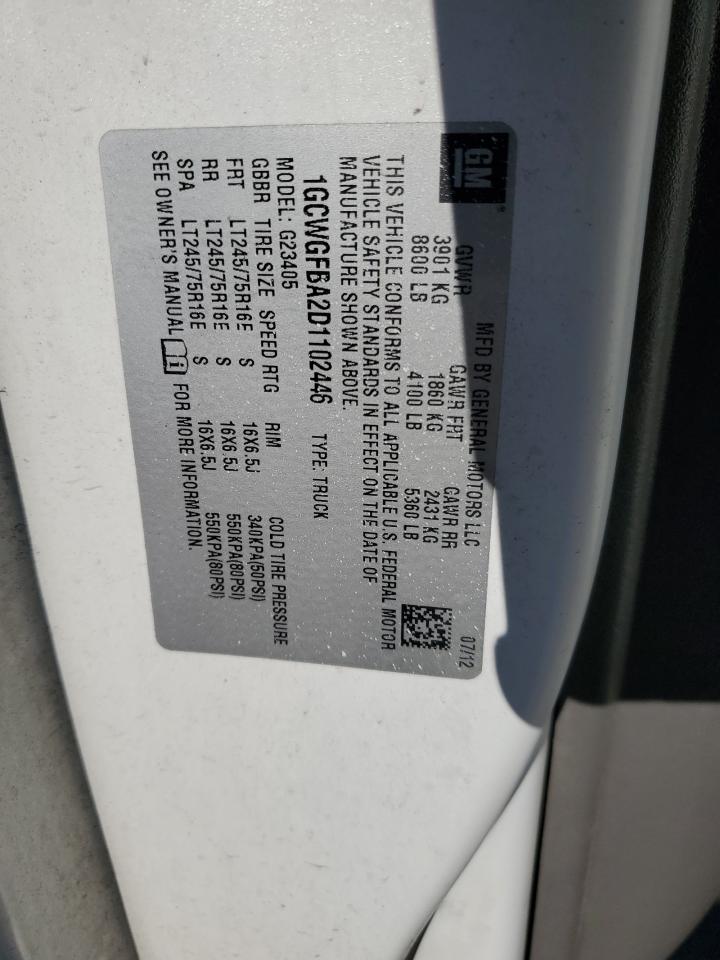 GM
MFD BY GENERAL MOTORS LLC 07/12
GVWR GAWR FRT GAWR RR
3901 KG 1860 KG 2431 KG
8600 LB 4100 LB 5360 LB
THIS VEHICLE CONFORMS TO ALL APPLICABLE U.S. FEDERAL MOTOR
VEHICLE SAFETY STANDARDS IN EFFECT ON THE DATE OF
MANUFACTURE SHOWN ABOVE.
1GCWGFBA2D1102446 TYPE: TRUCK
MODEL: G23405
GBBR TIRE SIZE SPEED RTG RIM COLD TIRE PRESSURE
FRT LT245/75R16E S 16X6.5J 340KPA(50PSI)
RR LT245/75R16E S 16X6.5J 550KPA(80PSI)
SPA LT245/75R16E S 16X6.5J 550KPA(80PSI)
SEE OWNER'S MANUAL i FOR MORE INFORMATION.